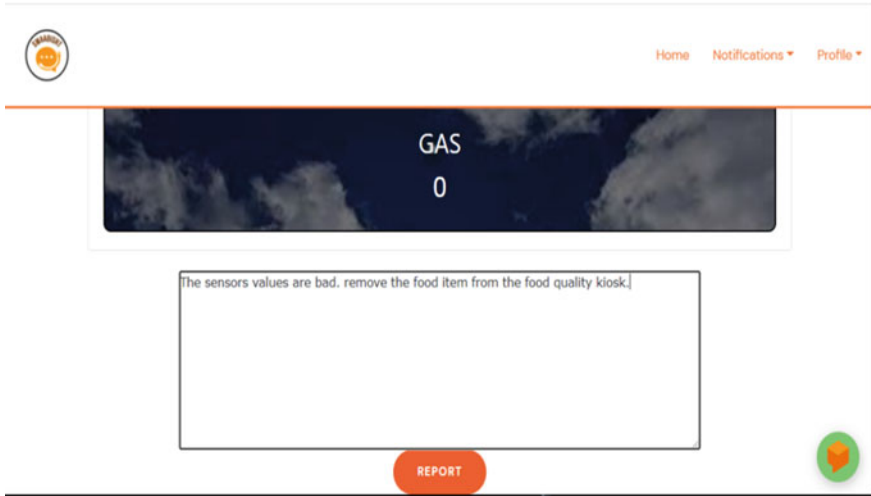 Home Notifications Profile
GAS
0
The sensors values are bad. remove the food item from the food quality kiosk.
REPORT